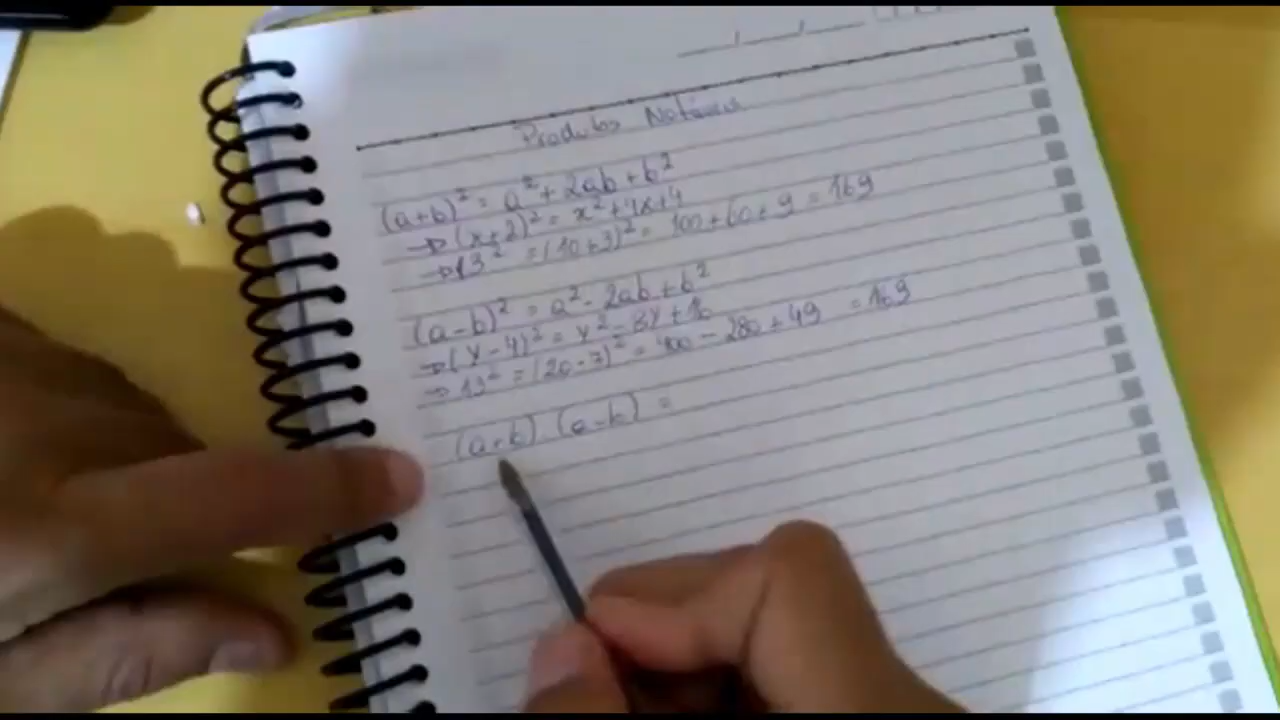 Produtos Notáveis
(a+b)² = a² + 2ab + b²
→ (x+2)² = x² + 4x + 4
→ 13² = (10+3)² = 100 + 60 + 9 = 169
(a-b)² = a² - 2ab + b²
→ (y-4)² = y² - 8y + 16
→ 13² = (20-7)² = 400 - 280 + 49 = 169
(a+b).(a-b) =